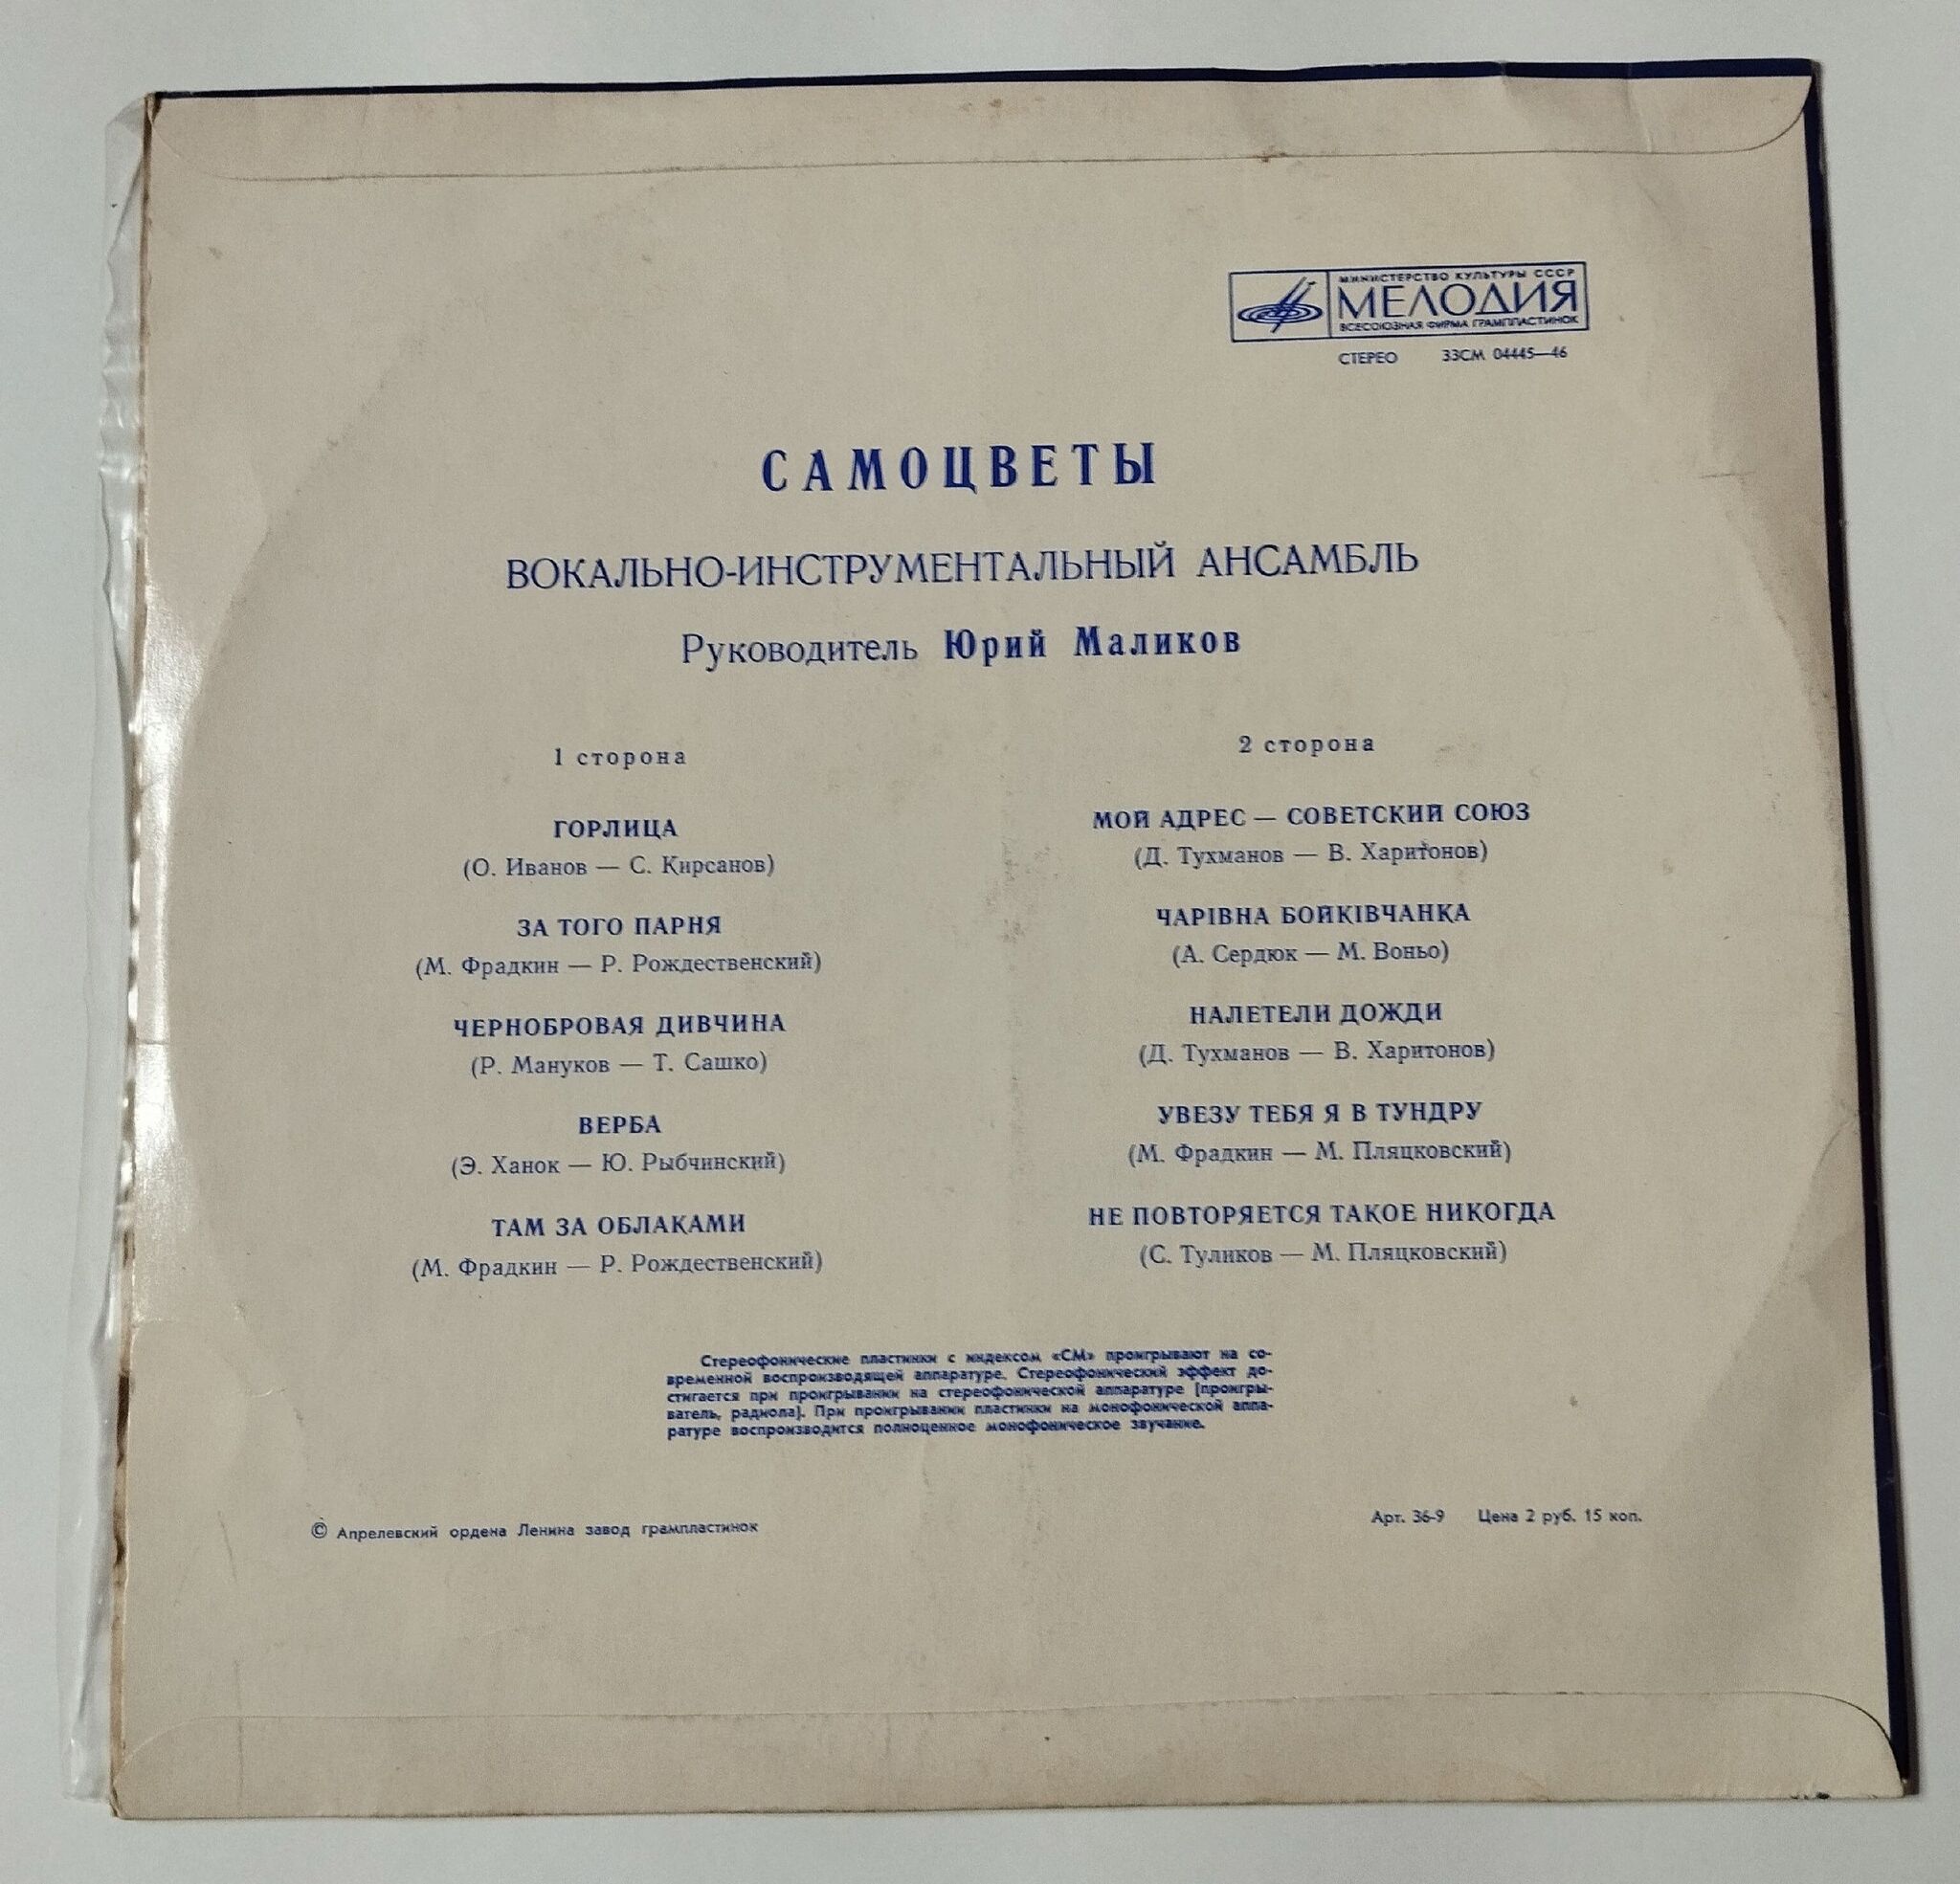 МИНИСТЕРСТВО КУЛЬТУРЫ СССР
МЕЛОДИЯ
ВСЕСОЮЗНАЯ ФИРМА ГРАМПЛАСТИНОК
СТЕРЕО 33СМ 04445—46
САМОЦВЕТЫ
ВОКАЛЬНО-ИНСТРУМЕНТАЛЬНЫЙ АНСАМБЛЬ
Руководитель Юрий Маликов
1 сторона
ГОРЛИЦА
(О. Иванов — С. Кирсанов)
ЗА ТОГО ПАРНЯ
(М. Фрадкин — Р. Рождественский)
ЧЕРНОБРОВАЯ ДИВЧИНА
(Р. Мануков — Т. Сашко)
ВЕРБА
(Э. Ханок — Ю. Рыбчинский)
ТАМ ЗА ОБЛАКАМИ
(М. Фрадкин — Р. Рождественский)
2 сторона
МОЙ АДРЕС — СОВЕТСКИЙ СОЮЗ
(Д. Тухманов — В. Харитонов)
ЧАРІВНА БОЙКІВЧАНКА
(А. Сердюк — М. Воньо)
НАЛЕТЕЛИ ДОЖДИ
(Д. Тухманов — В. Харитонов)
УВЕЗУ ТЕБЯ Я В ТУНДРУ
(М. Фрадкин — М. Пляцковский)
НЕ ПОВТОРЯЕТСЯ ТАКОЕ НИКОГДА
(С. Туликов — М. Пляцковский)
Стереофонические пластинки с индексом «СМ» проигрывают на со-
временной воспроизводящей аппаратуре. Стереофонический эффект до-
стигается при проигрывании на стереофонической аппаратуре (проигры-
ватель, радиола). При проигрывании пластинки на монофонической аппа-
ратуре воспроизводится полноценное монофоническое звучание.
© Апрелевский ордена Ленина завод грампластинок
Арт. 36-9 Цена 2 руб. 15 коп.